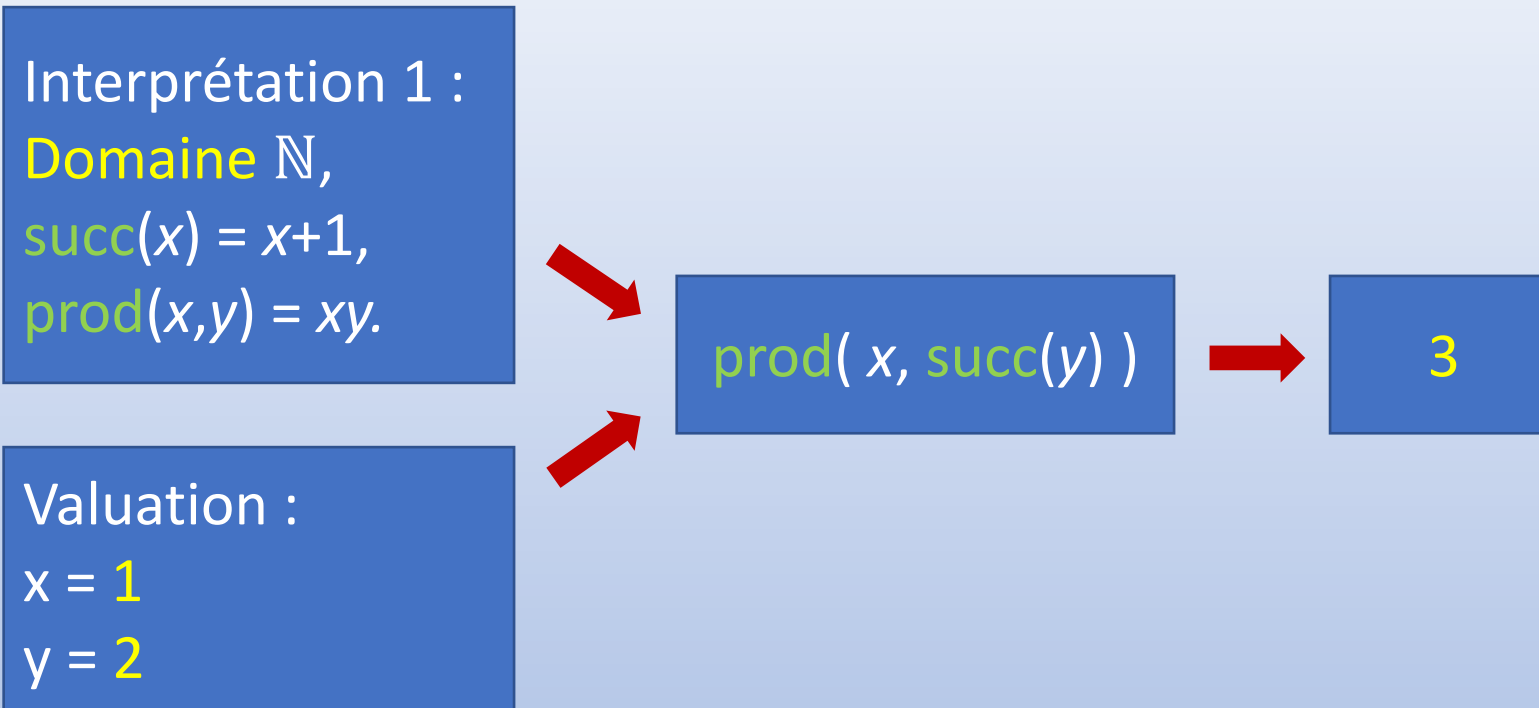 Interprétation 1 :
Domaine ℕ,
succ(x) = x+1,
prod(x,y) = xy.
prod( x, succ(y) )
3
Valuation :
x = 1
y = 2